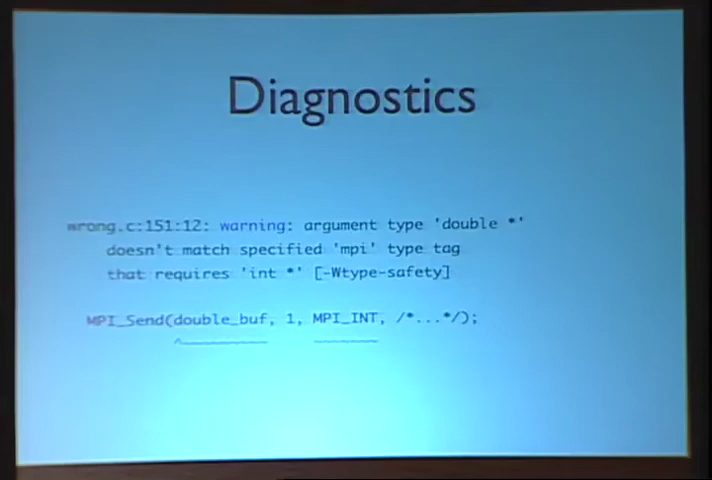 Diagnostics
wrong.c:151:12: warning: argument type 'double *'
doesn't match specified 'mpi' type tag
that requires 'int *' [-Wtype-safety]
MPI_Send(double_buf, 1, MPI_INT, /*...*/);
^~~~~~~~~~ ~~~~~~~